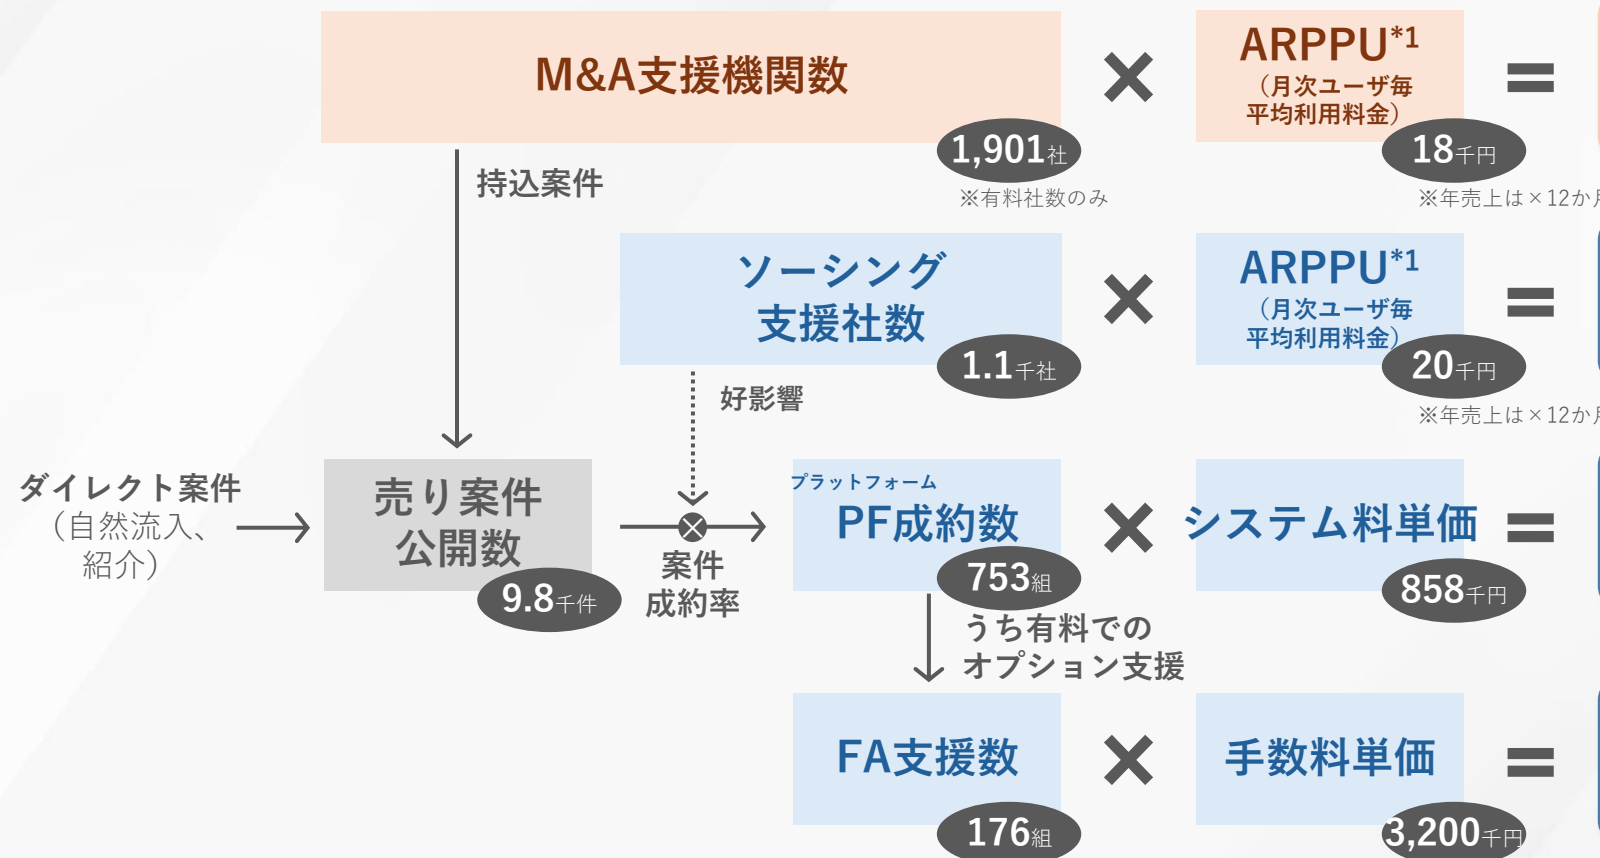 M&A支援機関数
×
ARPPU*1
（月次ユーザ毎
平均利用料金）
=
1,901社
18千円
※有料社数のみ
※年売上は×12か月
持込案件
ソーシング
支援社数
×
ARPPU*1
（月次ユーザ毎
平均利用料金）
=
1.1千社
20千円
※年売上は×12か月
好影響
ダイレクト案件
（自然流入、
紹介）
売り案件
公開数
9.8千件
案件
成約率
プラットフォーム
PF成約数
×
システム料単価
=
753組
858千円
うち有料での
オプション支援
FA支援数
×
手数料単価
=
176組
3,200千円